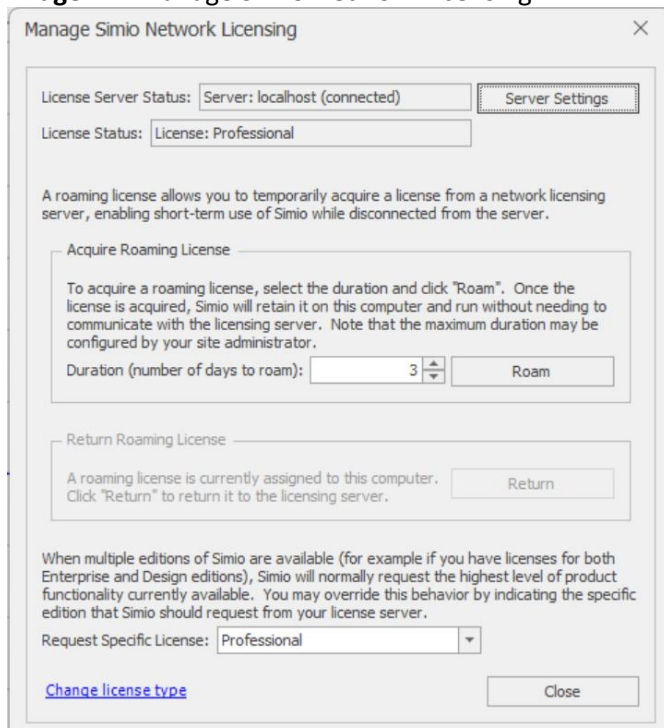 Manage Simio Network Licensing
License Server Status: Server: localhost (connected) Server Settings
License Status: License: Professional
A roaming license allows you to temporarily acquire a license from a network licensing
server, enabling short-term use of Simio while disconnected from the server.
Acquire Roaming License
To acquire a roaming license, select the duration and click "Roam". Once the
license is acquired, Simio will retain it on this computer and run without needing to
communicate with the licensing server. Note that the maximum duration may be
configured by your site administrator.
Duration (number of days to roam): 3 Roam
Return Roaming License
A roaming license is currently assigned to this computer.
Click "Return" to return it to the licensing server.
Return
When multiple editions of Simio are available (for example if you have licenses for both
Enterprise and Design editions), Simio will normally request the highest level of product
functionality currently available. You may override this behavior by indicating the specific
edition that Simio should request from your license server.
Request Specific License: Professional
Change license type Close